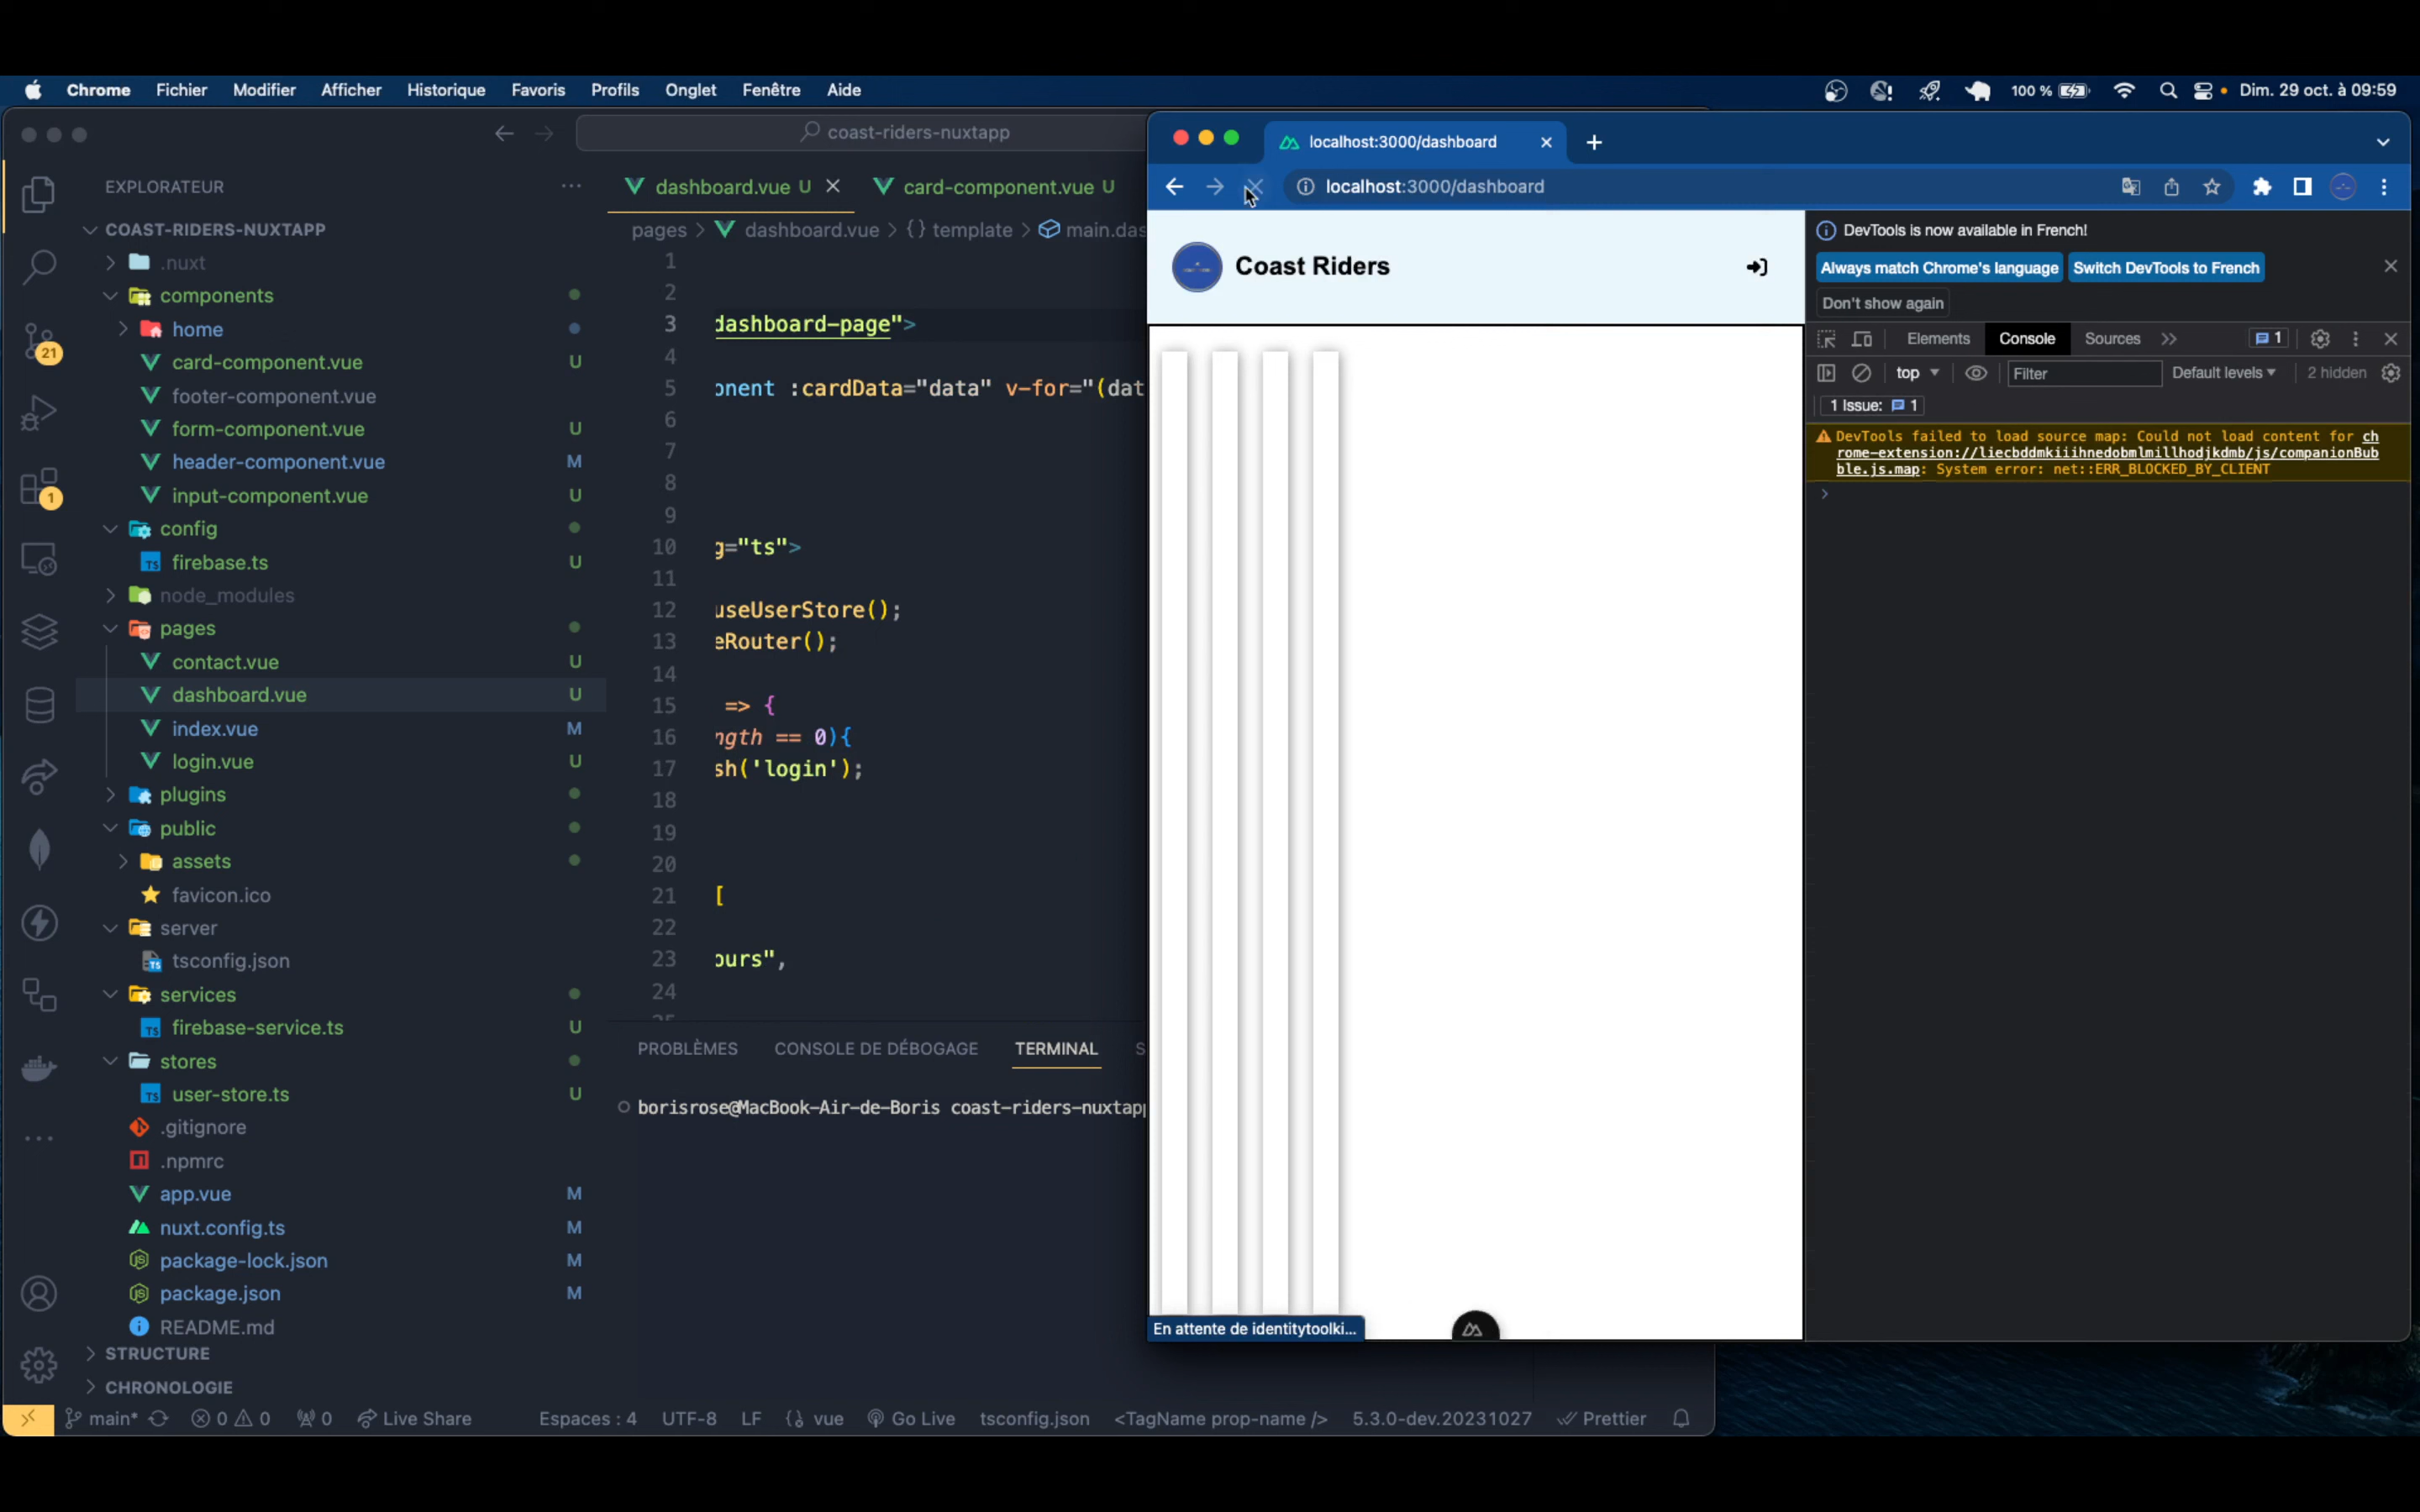 Chrome Fichier Modifier Afficher Historique Favoris Profils Onglet Fenêtre Aide
100 % Dim. 29 oct. à 09:59
coast-riders-nuxtapp
EXPLORATEUR
COAST-RIDERS-NUXTAPP
.nuxt
components
home
card-component.vue U
footer-component.vue
form-component.vue U
header-component.vue M
input-component.vue U
config
firebase.ts U
node_modules
pages
contact.vue U
dashboard.vue U
index.vue M
login.vue U
plugins
public
assets
favicon.ico
server
tsconfig.json
services
firebase-service.ts U
stores
user-store.ts U
.gitignore
.npmrc
app.vue M
nuxt.config.ts M
package-lock.json M
package.json M
README.md
STRUCTURE
CHRONOLOGIE
21
1
dashboard.vue U card-component.vue U
pages > dashboard.vue > {} template > main.das
1
2
3 dashboard-page">
4
5 onent :cardData="data" v-for="(dat
6
7
8
9
10 g="ts">
11
12 useUserStore();
13 eRouter();
14
15 => {
16 ngth == 0){
17 sh('login');
18
19
20
21 [
22
23 ours",
24
25
PROBLÈMES CONSOLE DE DÉBOGAGE TERMINAL S
borisrose@MacBook-Air-de-Boris coast-riders-nuxtapp
main* 0 0 0 Live Share Espaces : 4 UTF-8 LF {} vue Go Live tsconfig.json <TagName prop-name /> 5.3.0-dev.20231027 Prettier
localhost:3000/dashboard
localhost:3000/dashboard
Coast Riders
En attente de identitytoolki...
DevTools is now available in French!
Always match Chrome's language Switch DevTools to French
Don't show again
Elements Console Sources 1
top Filter Default levels 2 hidden
1 Issue: 1
DevTools failed to load source map: Could not load content for ch
rome-extension://liecbddmkiiihnedobmlmillhodjkdmb/js/companionBub
ble.js.map: System error: net::ERR_BLOCKED_BY_CLIENT